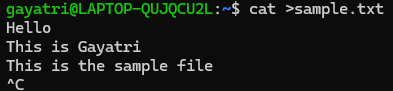 gayatri@LAPTOP-QUJQCU2L:~$ cat >sample.txt
Hello
This is Gayatri
This is the sample file
^C